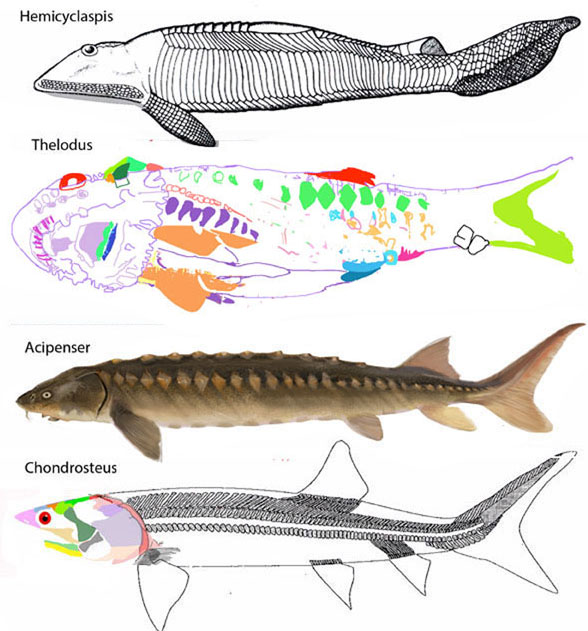 Hemicyclaspis
Thelodus
Acipenser
Chondrosteus